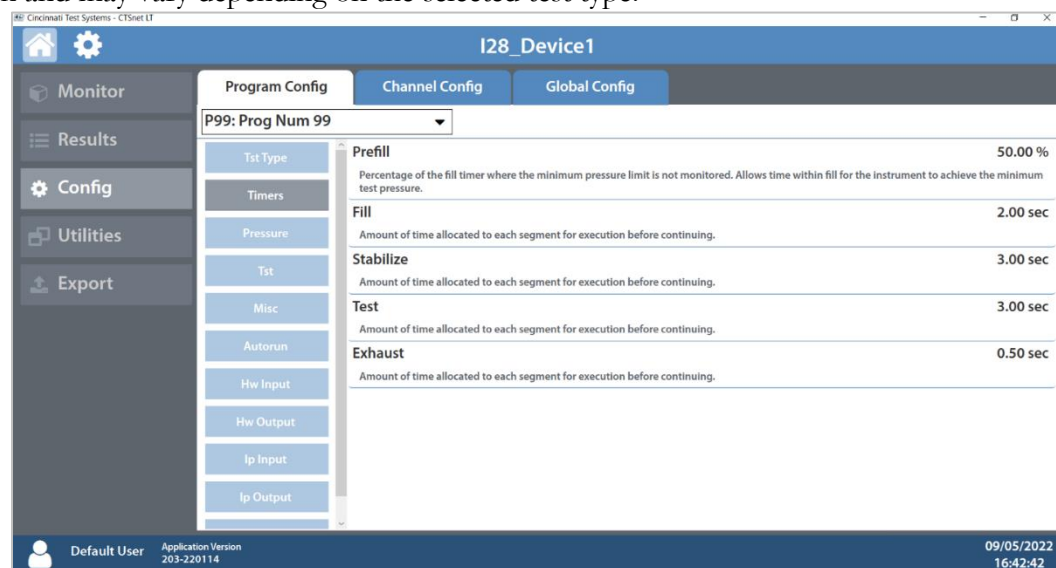 and may vary depending on the selected test type.
Cincinnati Test Systems - CTSnet LT
I28_Device1
Monitor
Results
Config
Utilities
Export
Program Config
Channel Config
Global Config
P99: Prog Num 99
Tst Type
Timers
Pressure
Tst
Misc
Autorun
Hw Input
Hw Output
Ip Input
Ip Output
Prefill
50.00 %
Percentage of the fill timer where the minimum pressure limit is not monitored. Allows time within fill for the instrument to achieve the minimum
test pressure.
Fill
2.00 sec
Amount of time allocated to each segment for execution before continuing.
Stabilize
3.00 sec
Amount of time allocated to each segment for execution before continuing.
Test
3.00 sec
Amount of time allocated to each segment for execution before continuing.
Exhaust
0.50 sec
Amount of time allocated to each segment for execution before continuing.
Default User
Application Version
203-220114
09/05/2022
16:42:42